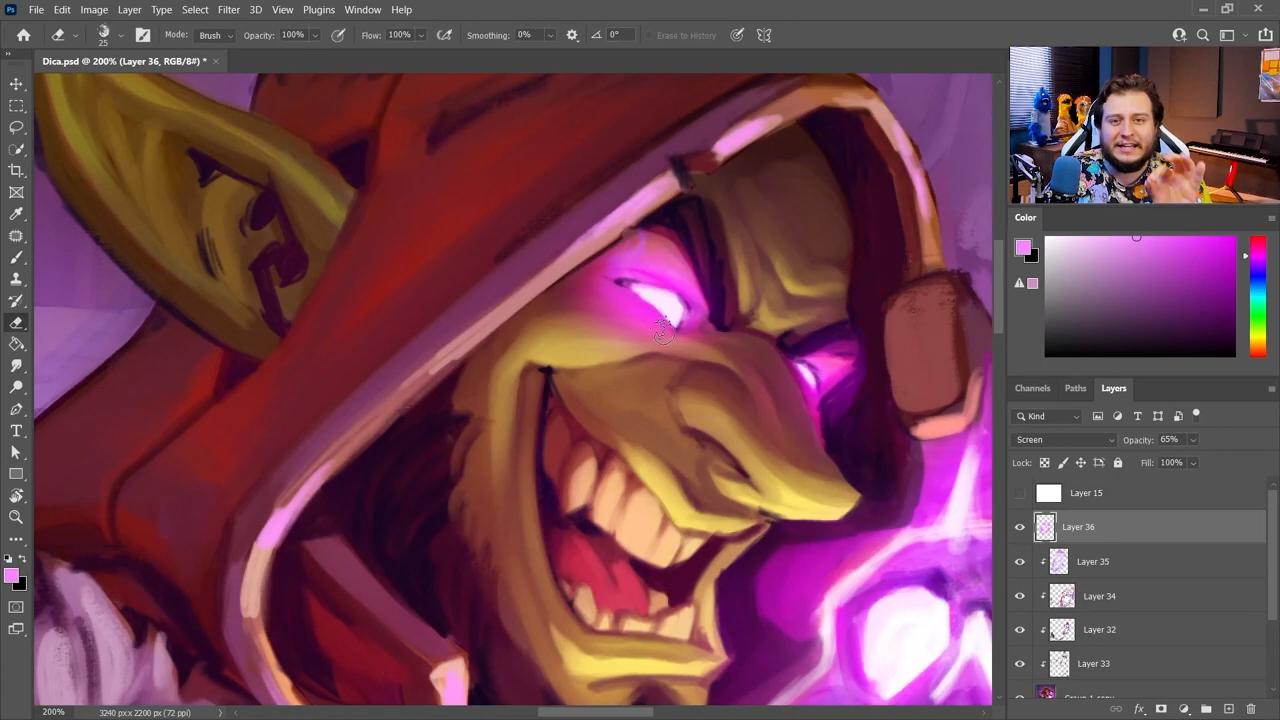 Ps File Edit Image Layer Type Select Filter 3D View Plugins Window Help
25 Mode: Brush Opacity: 100% Flow: 100% Smoothing: 0% 0° Erase to History
Dica.psd @ 200% (Layer 36, RGB/8#) * ×
Color
Channels Paths Layers
Kind
Screen Opacity: 65%
Lock: Fill: 100%
Layer 15
Layer 36
Layer 35
Layer 34
Layer 32
Layer 33
200% 3240 px x 2200 px (72 ppi)